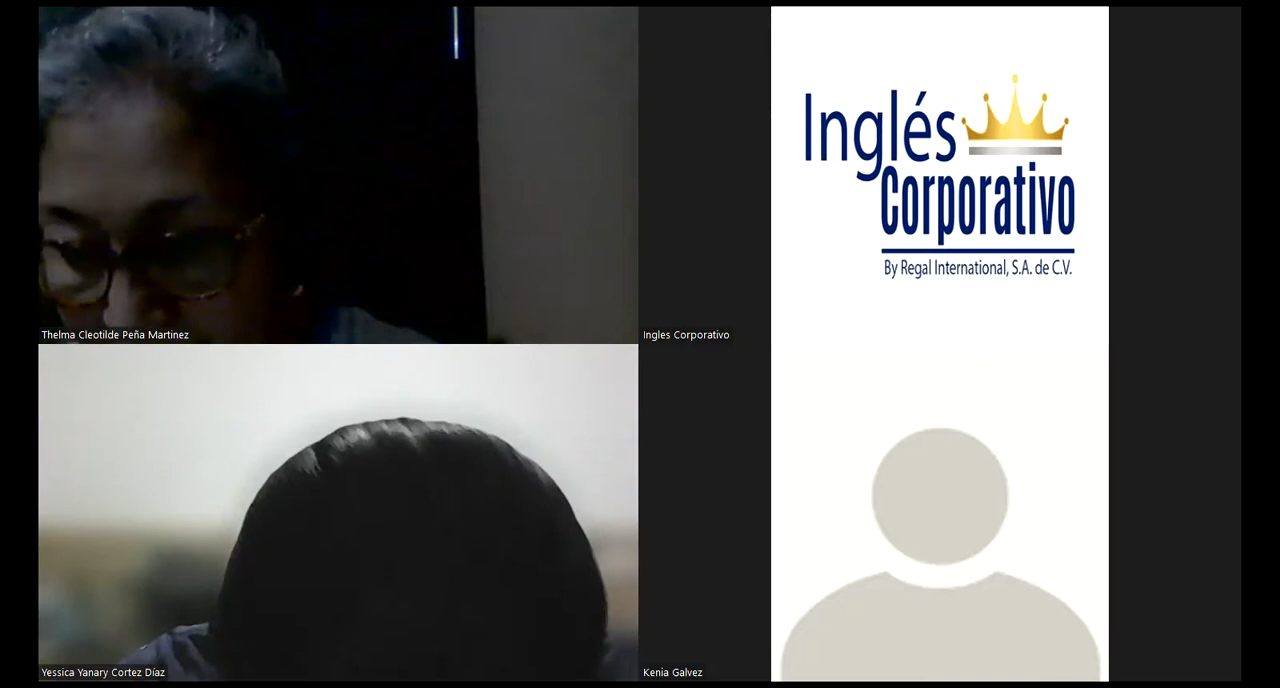 Inglés
Corporativo
By Regal International, S.A. de C.V.
Thelma Cleotilde Peña Martinez
Ingles Corporativo
Yessica Yanary Cortez Díaz
Kenia Galvez